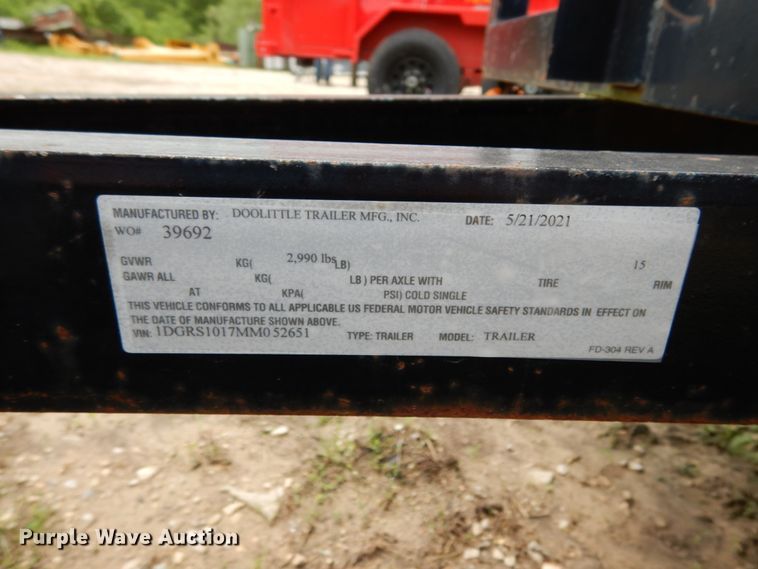 MANUFACTURED BY: DOOLITTLE TRAILER MFG., INC. DATE: 5/21/2021
WO# 39692
GVWR KG( 2,990 lbs LB) 15
GAWR ALL KG( LB ) PER AXLE WITH TIRE RIM
AT KPA( PSI) COLD SINGLE
THIS VEHICLE CONFORMS TO ALL APPLICABLE US FEDERAL MOTOR VEHICLE SAFETY STANDARDS IN EFFECT ON
THE DATE OF MANUFACTURE SHOWN ABOVE.
VIN: 1DGRS1017MM052651 TYPE: TRAILER MODEL: TRAILER
FD-304 REV A
Purple Wave Auction